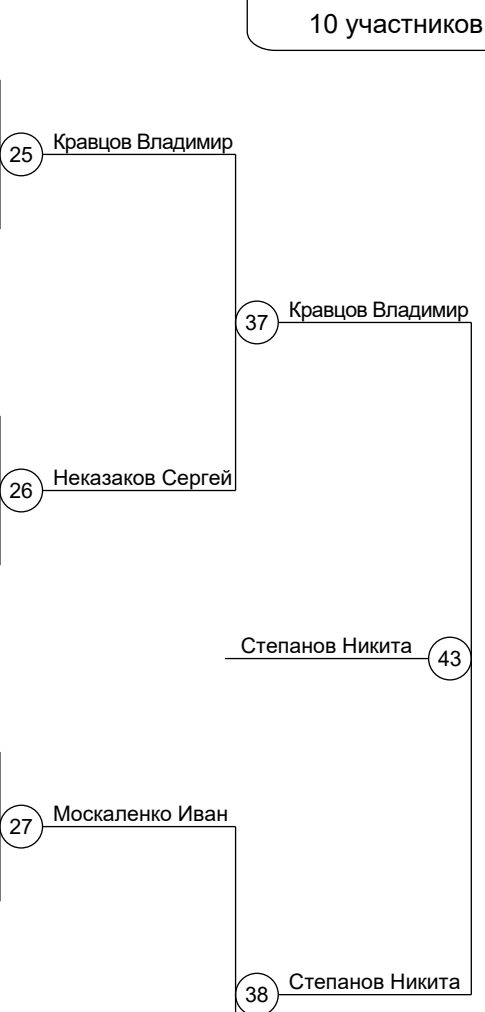 10 участников
25 Кравцов Владимир
37 Кравцов Владимир
26 Неказаков Сергей
Степанов Никита 43
27 Москаленко Иван
38 Степанов Никита